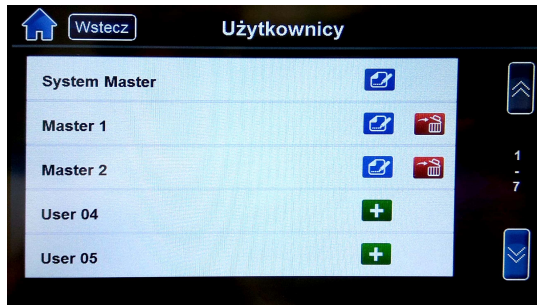 Wstecz
Użytkownicy
System Master
Master 1
Master 2
User 04
User 05
1
-
7